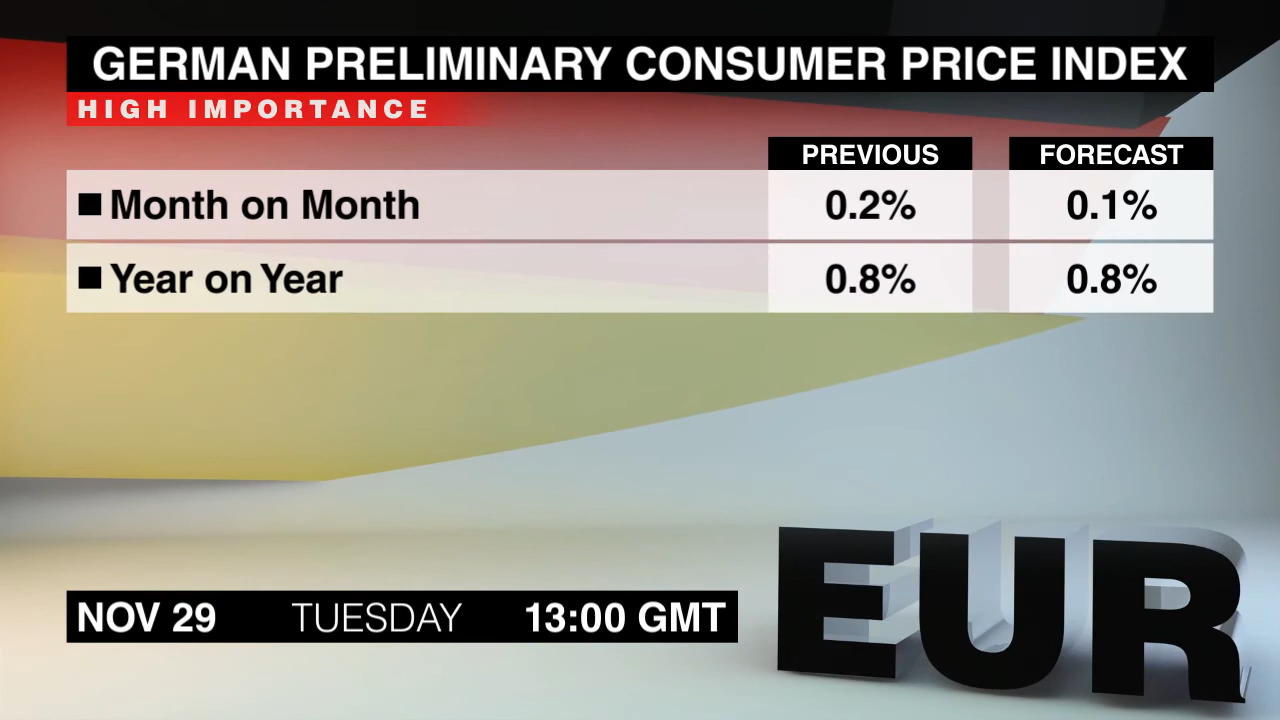 GERMAN PRELIMINARY CONSUMER PRICE INDEX
HIGH IMPORTANCE
PREVIOUS FORECAST
Month on Month 0.2% 0.1%
Year on Year 0.8% 0.8%
NOV 29 TUESDAY 13:00 GMT
EUR